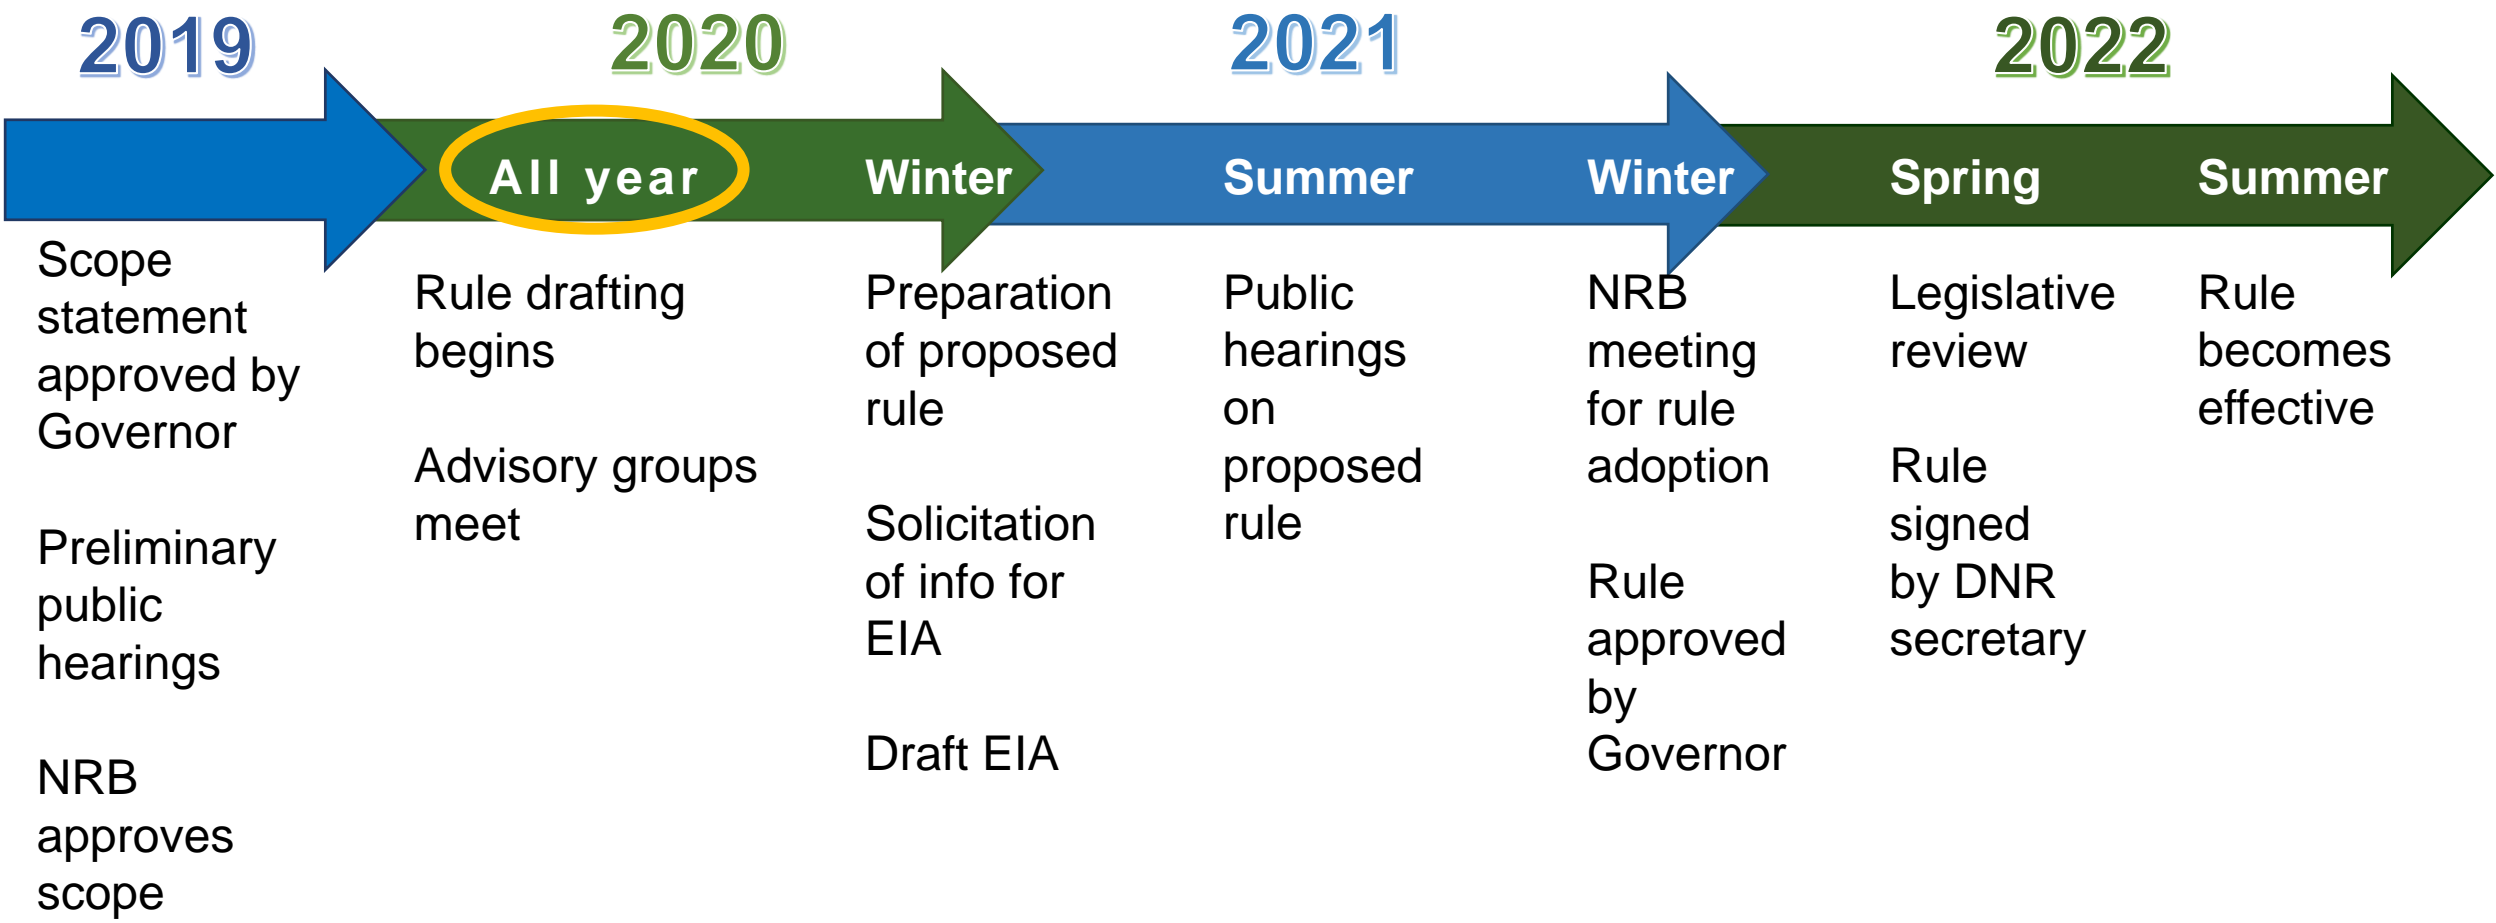 2019
2020
2021
2022
All year
Winter
Summer
Winter
Spring
Summer
Scope
statement
approved by
Governor
Preliminary
public
hearings
NRB
approves
scope
Rule drafting
begins
Advisory groups
meet
Preparation
of proposed
rule
Solicitation
of info for
EIA
Draft EIA
Public
hearings
on
proposed
rule
NRB
meeting
for rule
adoption
Rule
approved
by
Governor
Legislative
review
Rule
signed
by DNR
secretary
Rule
becomes
effective